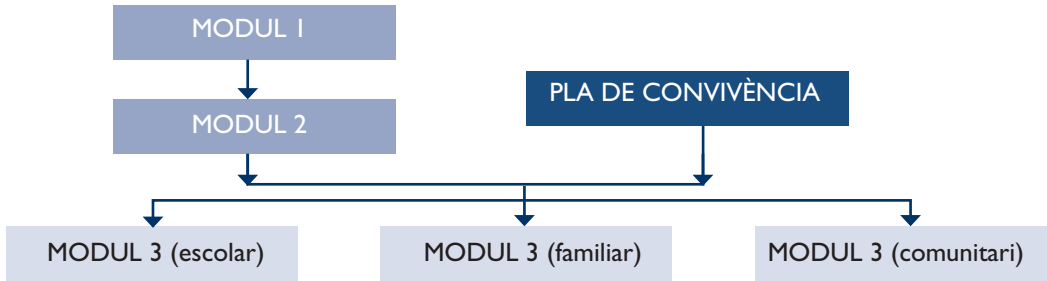 MODUL 1
PLA DE CONVIVÈNCIA
MODUL 2
MODUL 3 (escolar)
MODUL 3 (familiar)
MODUL 3 (comunitari)